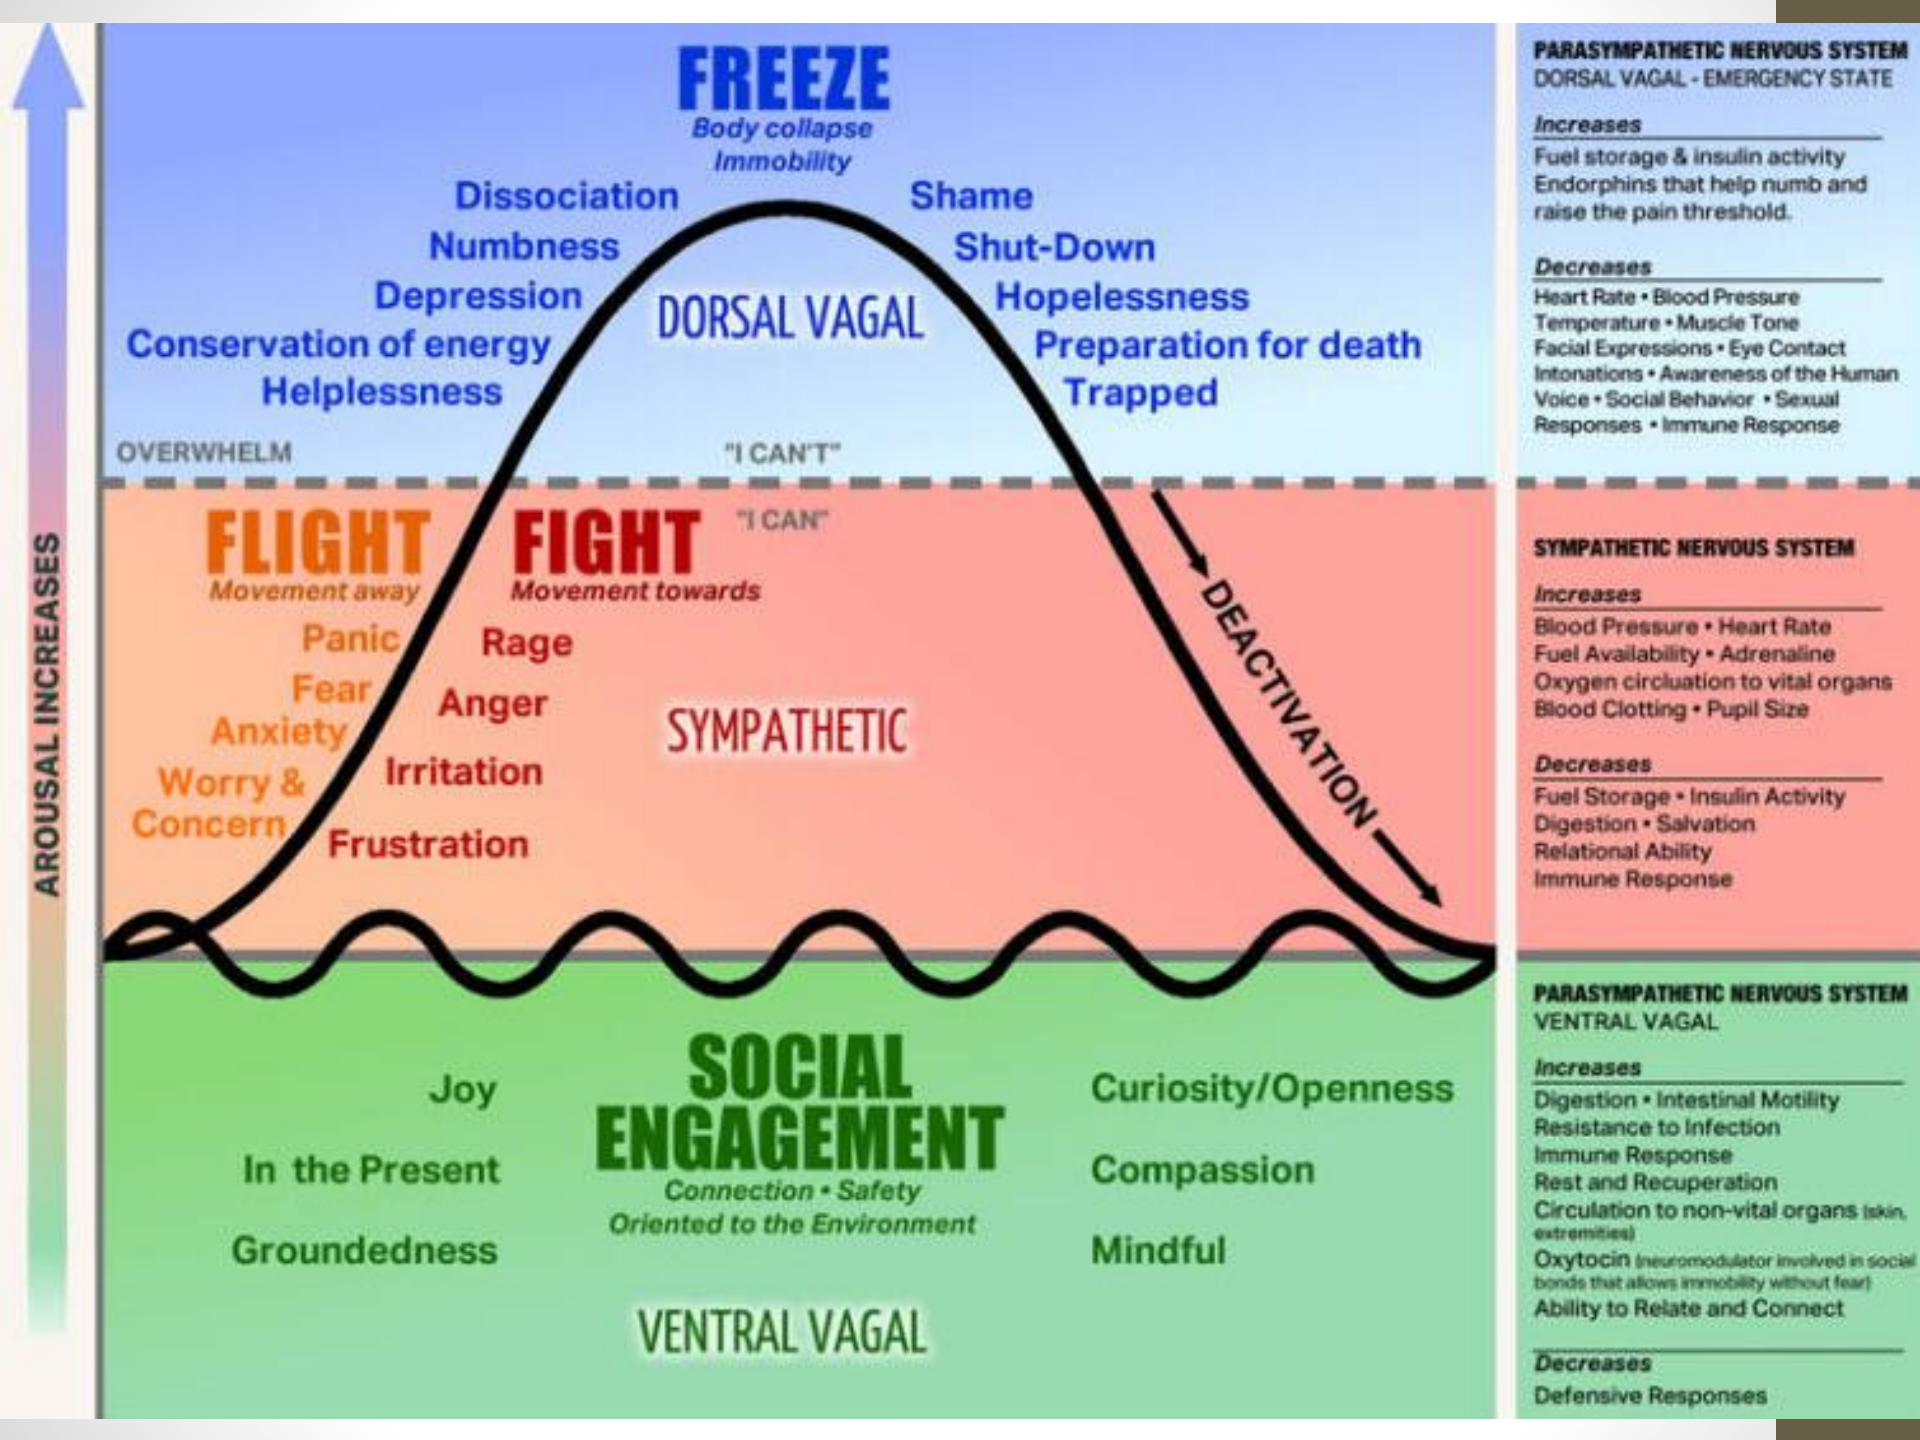 FREEZE
Body collapse
Immobility
Dissociation
Numbness
Depression
Conservation of energy
Helplessness
Shame
Shut-Down
Hopelessness
Preparation for death
Trapped
DORSAL VAGAL
OVERWHELM
"I CAN'T"
"I CAN"
FLIGHT
Movement away
Panic
Fear
Anxiety
Worry &
Concern
FIGHT
Movement towards
Rage
Anger
Irritation
Frustration
SYMPATHETIC
DEACTIVATION
AROUSAL INCREASES
SOCIAL
ENGAGEMENT
Connection • Safety
Oriented to the Environment
Joy
In the Present
Groundedness
Curiosity/Openness
Compassion
Mindful
VENTRAL VAGAL
PARASYMPATHETIC NERVOUS SYSTEM
DORSAL VAGAL - EMERGENCY STATE
Increases
Fuel storage & insulin activity
Endorphins that help numb and
raise the pain threshold.
Decreases
Heart Rate • Blood Pressure
Temperature • Muscle Tone
Facial Expressions • Eye Contact
Intonations • Awareness of the Human
Voice • Social Behavior • Sexual
Responses • Immune Response
SYMPATHETIC NERVOUS SYSTEM
Increases
Blood Pressure • Heart Rate
Fuel Availability • Adrenaline
Oxygen circluation to vital organs
Blood Clotting • Pupil Size
Decreases
Fuel Storage • Insulin Activity
Digestion • Salvation
Relational Ability
Immune Response
PARASYMPATHETIC NERVOUS SYSTEM
VENTRAL VAGAL
Increases
Digestion • Intestinal Motility
Resistance to Infection
Immune Response
Rest and Recuperation
Circulation to non-vital organs (skin,
extremities)
Oxytocin (neuromodulator involved in social
bonds that allows immobility without fear)
Ability to Relate and Connect
Decreases
Defensive Responses